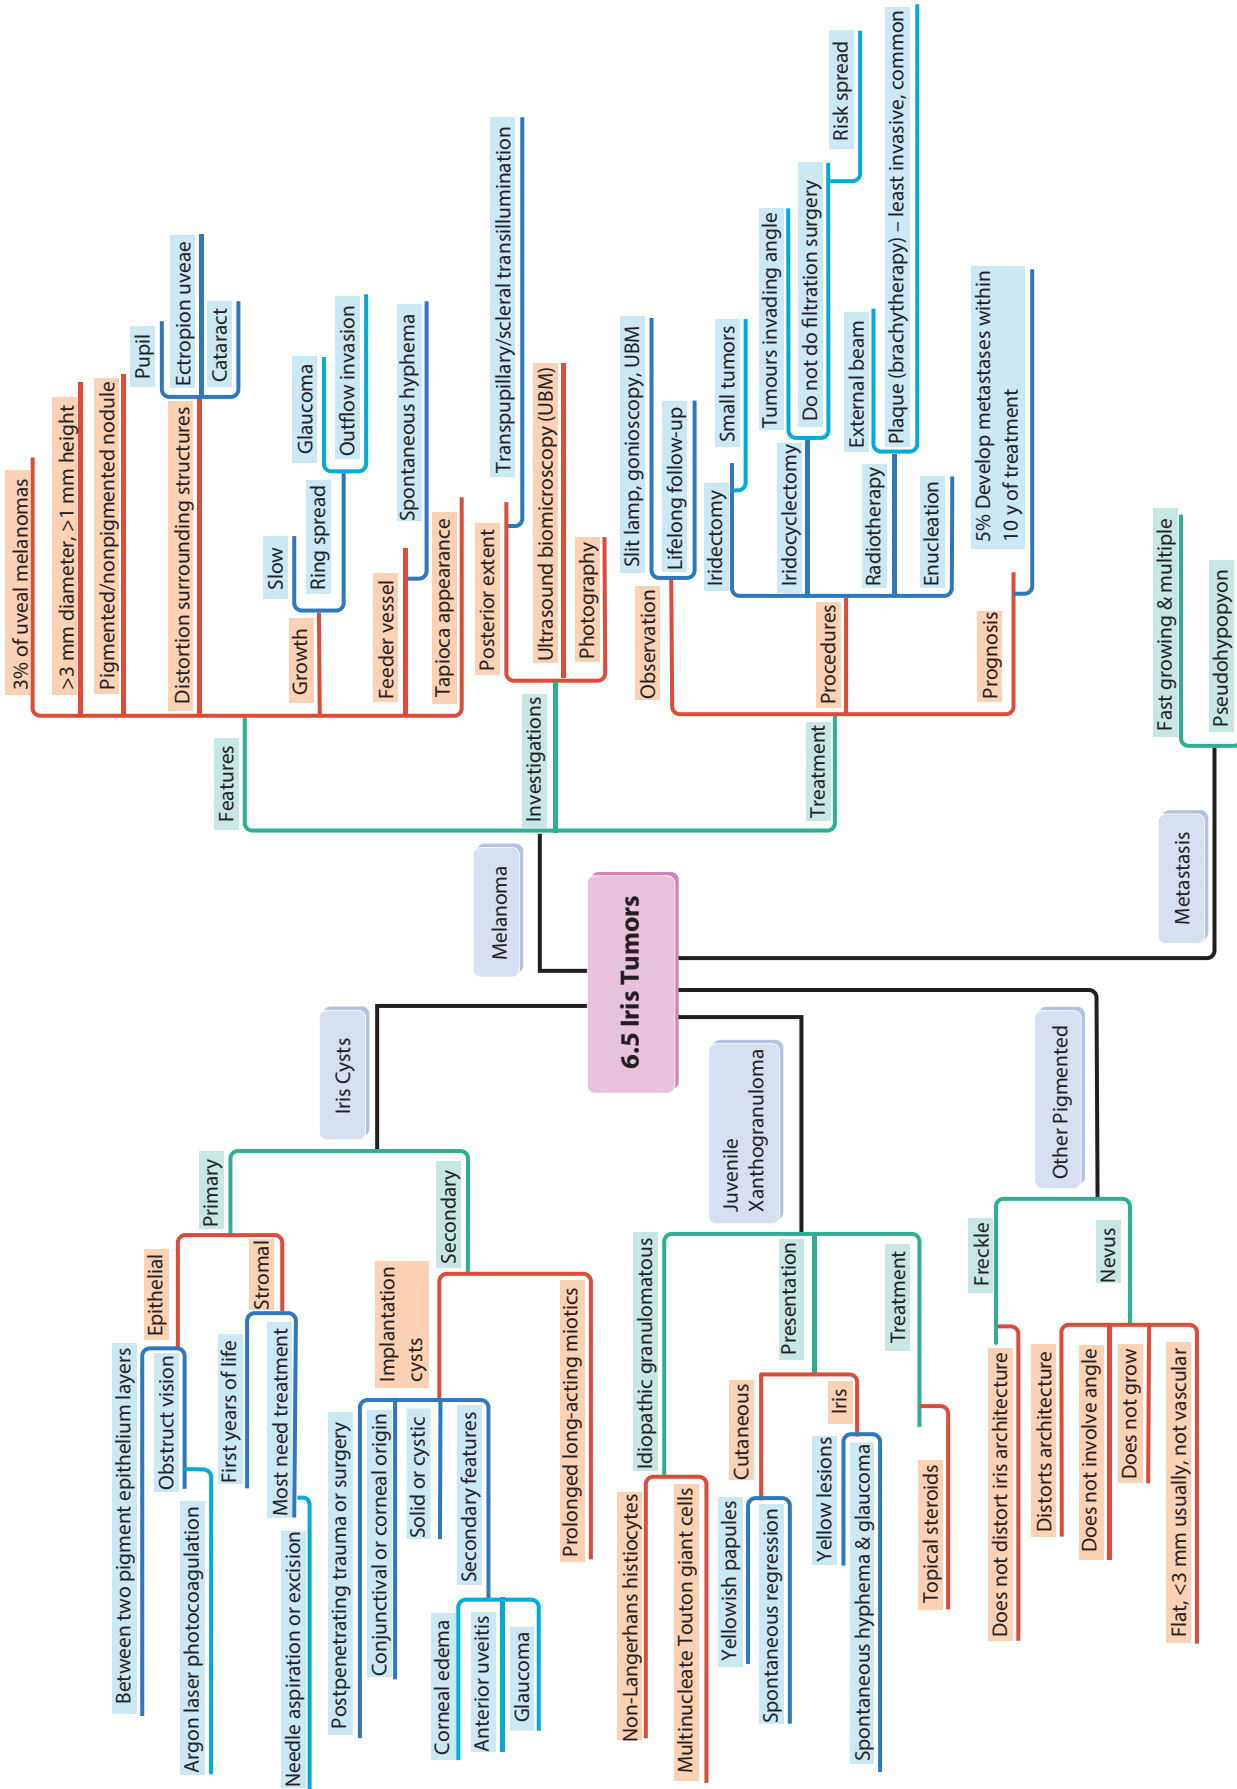 6.5 Iris Tumors
Iris Cysts
Primary
Epithelial
Between two pigment epithelium layers
Obstruct vision
Argon laser photocoagulation
Stromal
First years of life
Most need treatment
Needle aspiration or excision
Secondary
Implantation
cysts
Postpenetrating trauma or surgery
Conjunctival or corneal origin
Solid or cystic
Secondary features
Corneal edema
Anterior uveitis
Glaucoma
Prolonged long-acting miotics
Juvenile
Xanthogranuloma
Idiopathic granulomatous
Non-Langerhans histiocytes
Multinucleate Touton giant cells
Presentation
Cutaneous
Yellowish papules
Spontaneous regression
Iris
Yellow lesions
Spontaneous hyphema & glaucoma
Treatment
Topical steroids
Other Pigmented
Freckle
Does not distort iris architecture
Nevus
Distorts architecture
Does not involve angle
Does not grow
Flat, <3 mm usually, not vascular
Melanoma
Features
3% of uveal melanomas
>3 mm diameter, >1 mm height
Pigmented/nonpigmented nodule
Distortion surrounding structures
Pupil
Ectropion uveae
Cataract
Growth
Slow
Ring spread
Glaucoma
Outflow invasion
Feeder vessel
Spontaneous hyphema
Tapioca appearance
Investigations
Posterior extent
Transpupillary/scleral transillumination
Ultrasound biomicroscopy (UBM)
Photography
Treatment
Observation
Slit lamp, gonioscopy, UBM
Lifelong follow-up
Procedures
Iridectomy
Small tumors
Iridocyclectomy
Tumours invading angle
Do not do filtration surgery
Risk spread
Radiotherapy
External beam
Plaque (brachytherapy) – least invasive, common
Enucleation
Prognosis
5% Develop metastases within
10 y of treatment
Metastasis
Fast growing & multiple
Pseudohypopyon